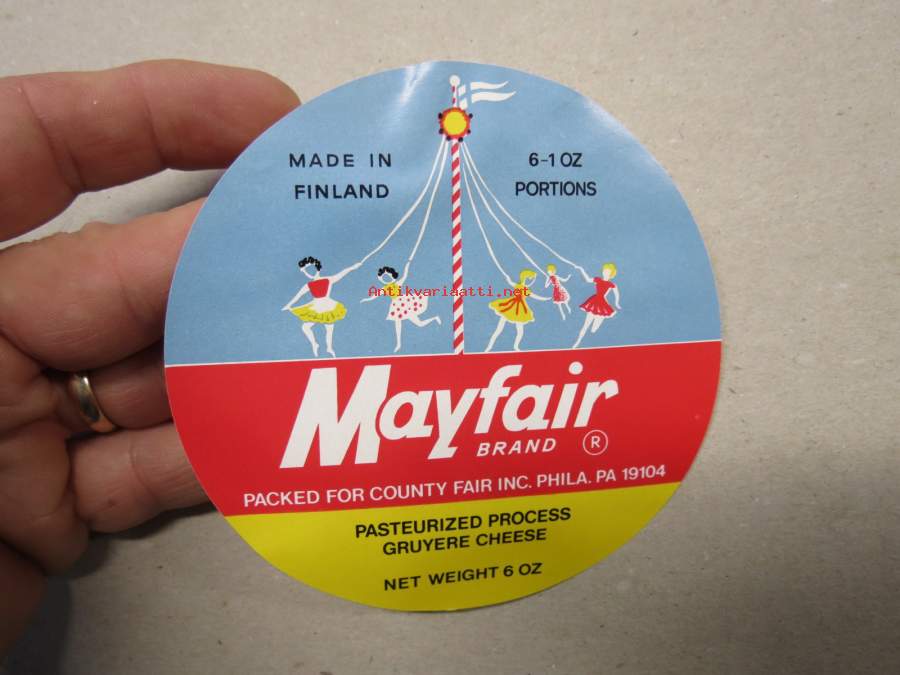 MADE IN
FINLAND
6-1 OZ
PORTIONS
Antikvariaatti.net
Mayfair
BRAND ®
PACKED FOR COUNTY FAIR INC. PHILA. PA 19104
PASTEURIZED PROCESS
GRUYERE CHEESE
NET WEIGHT 6 OZ